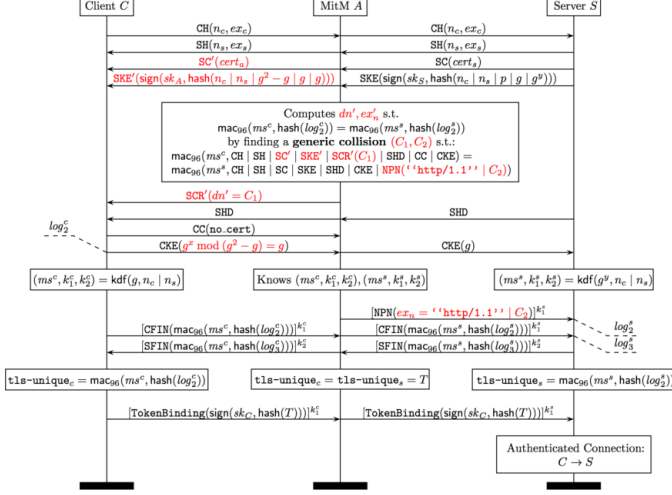 Client C
MitM A
Server S
CH(n_c, ex_c)
CH(n_c, ex_c)
SH(n_s, ex_s)
SH(n_s, ex_s)
SC′(cert_a)
SC(cert_s)
SKE′(sign(sk_A, hash(n_c | n_s | g² − g | g | g)))
SKE(sign(sk_S, hash(n_c | n_s | p | g | g^y)))
Computes dn′, ex′_n s.t.
mac_96(ms^c, hash(log_2^c)) = mac_96(ms^s, hash(log_2^s))
by finding a generic collision (C_1, C_2) s.t.:
mac_96(ms^c, CH | SH | SC′ | SKE′ | SCR′(C_1) | SHD | CC | CKE) =
mac_96(ms^s, CH | SH | SC | SKE | SHD | CKE | NPN(‘‘http/1.1’’ | C_2))
SCR′(dn′ = C_1)
SHD
SHD
log_2^c
CC(no_cert)
CKE(g^x mod (g² − g) = g)
CKE(g)
(ms^c, k_1^c, k_2^c) = kdf(g, n_c | n_s)
Knows (ms^c, k_1^c, k_2^c), (ms^s, k_1^s, k_2^s)
(ms^s, k_1^s, k_2^s) = kdf(g^y, n_c | n_s)
[NPN(ex_n = ‘‘http/1.1’’ | C_2)]^{k_1^s}
log_2^s
[CFIN(mac_96(ms^c, hash(log_2^c)))]^{k_1^c}
[CFIN(mac_96(ms^s, hash(log_2^s)))]^{k_1^s}
log_3^s
[SFIN(mac_96(ms^c, hash(log_3^c)))]^{k_2^c}
[SFIN(mac_96(ms^s, hash(log_3^s)))]^{k_2^s}
tls-unique_c = mac_96(ms^c, hash(log_2^c))
tls-unique_c = tls-unique_s = T
tls-unique_s = mac_96(ms^s, hash(log_2^s))
[TokenBinding(sign(sk_C, hash(T)))]^{k_1^c}
[TokenBinding(sign(sk_C, hash(T)))]^{k_1^s}
Authenticated Connection:
C → S